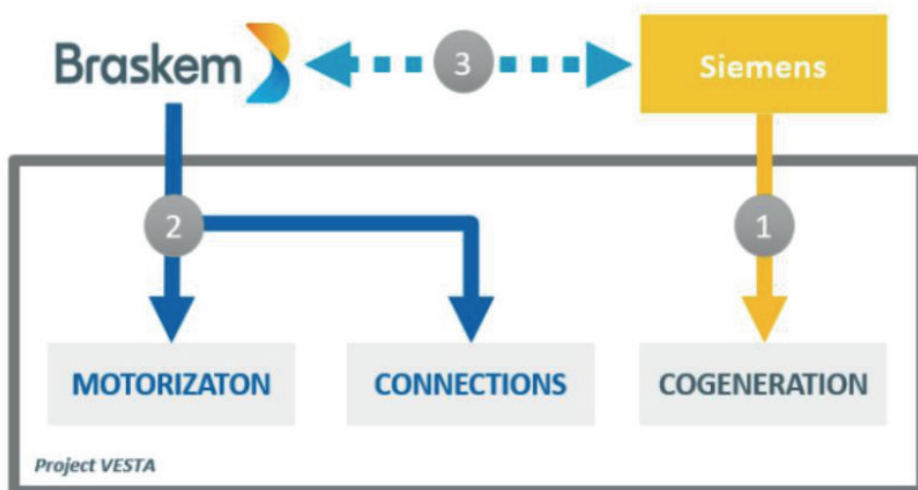 Braskem
3
Siemens
2
1
MOTORIZATON
CONNECTIONS
COGENERATION
Project VESTA